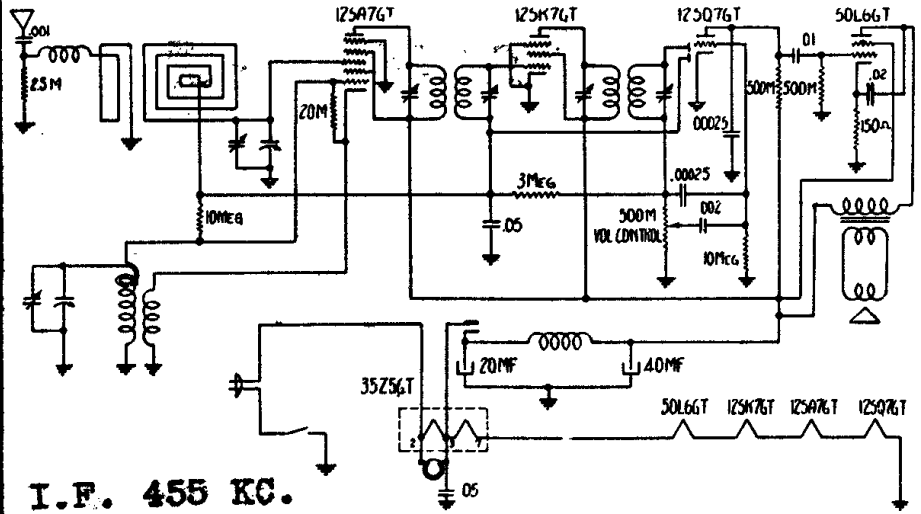 12SA7GT 12SK7GT 12SQ7GT 50L6GT
.001
.01
25M
20M
500M 500M
.02
150Ω
.00025
3MEG
.00025
10MEG
.05
500M
VOL CONTROL
.002
10MEG
20MF
40MF
35Z5GT
50L6GT 12SK7GT 12SA7GT 12SQ7GT
2 3 7
.05
I.F. 455 KC.